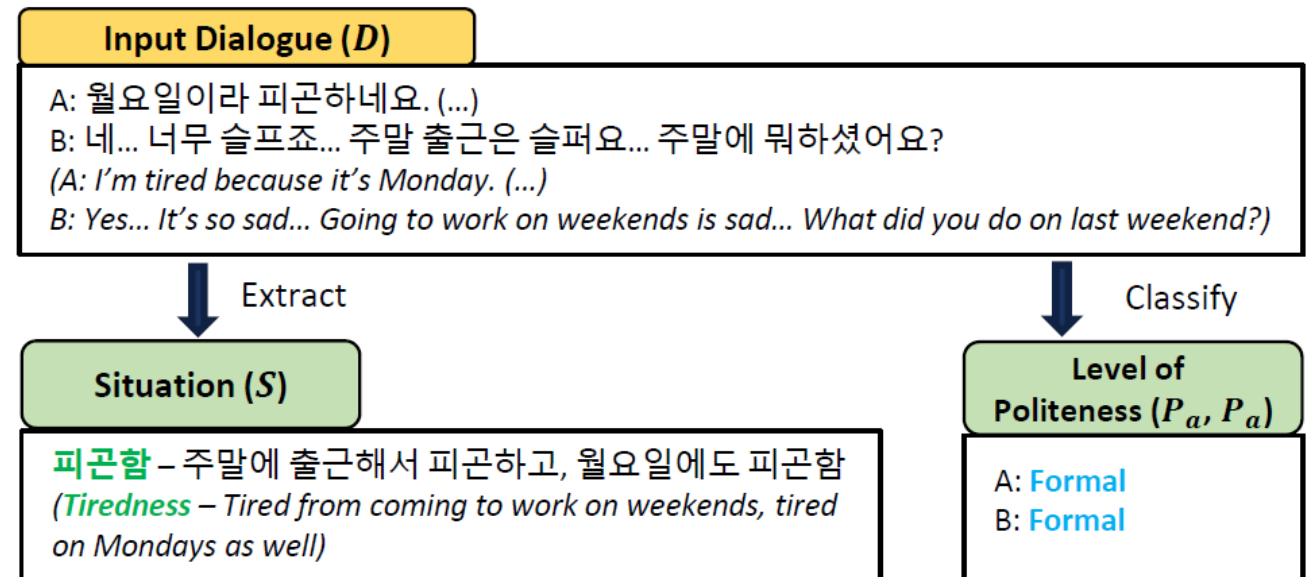 Input Dialogue (D)
A: 월요일이라 피곤하네요. (...)
B: 네... 너무 슬프죠... 주말 출근은 슬퍼요... 주말에 뭐하셨어요?
(A: I'm tired because it's Monday. (...)
B: Yes... It's so sad... Going to work on weekends is sad... What did you do on last weekend?)
Extract
Classify
Situation (S)
피곤함 – 주말에 출근해서 피곤하고, 월요일에도 피곤함
(Tiredness – Tired from coming to work on weekends, tired
on Mondays as well)
Level of
Politeness (Pₐ, Pₐ)
A: Formal
B: Formal